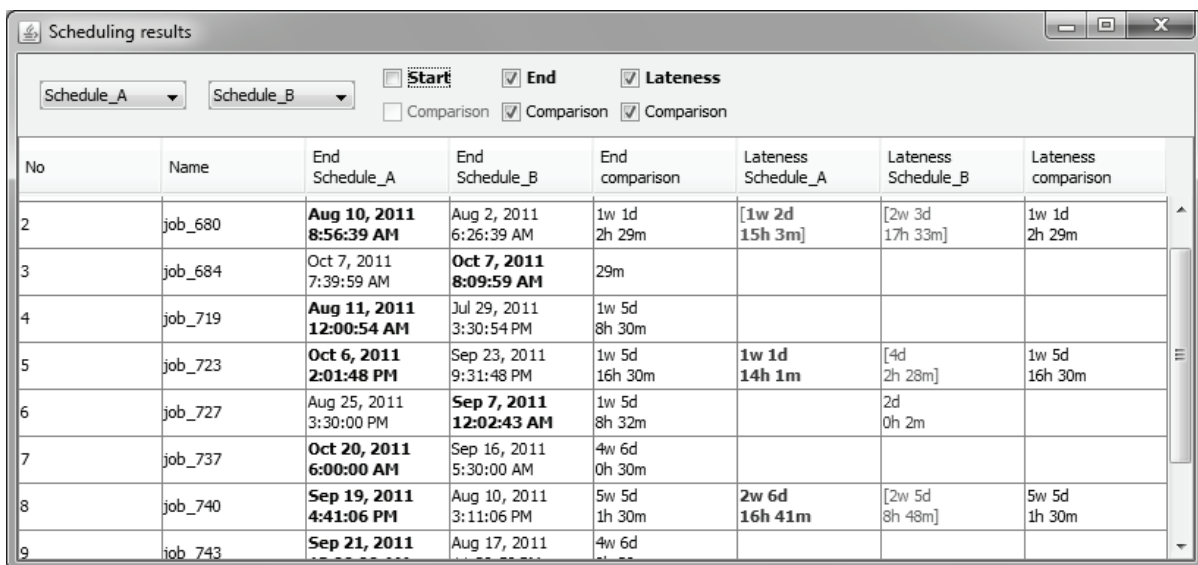 Scheduling results
Schedule_A Schedule_B Start End Lateness
Comparison Comparison Comparison
No Name End Schedule_A End Schedule_B End comparison Lateness Schedule_A Lateness Schedule_B Lateness comparison
2 job_680 Aug 10, 2011 8:56:39 AM Aug 2, 2011 6:26:39 AM 1w 1d 2h 29m [1w 2d 15h 3m] [2w 3d 17h 33m] 1w 1d 2h 29m
3 job_684 Oct 7, 2011 7:39:59 AM Oct 7, 2011 8:09:59 AM 29m
4 job_719 Aug 11, 2011 12:00:54 AM Jul 29, 2011 3:30:54 PM 1w 5d 8h 30m
5 job_723 Oct 6, 2011 2:01:48 PM Sep 23, 2011 9:31:48 PM 1w 5d 16h 30m 1w 1d 14h 1m [4d 2h 28m] 1w 5d 16h 30m
6 job_727 Aug 25, 2011 3:30:00 PM Sep 7, 2011 12:02:43 AM 1w 5d 8h 32m 2d 0h 2m
7 job_737 Oct 20, 2011 6:00:00 AM Sep 16, 2011 5:30:00 AM 4w 6d 0h 30m
8 job_740 Sep 19, 2011 4:41:06 PM Aug 10, 2011 3:11:06 PM 5w 5d 1h 30m 2w 6d 16h 41m [2w 5d 8h 48m] 5w 5d 1h 30m
9 job_743 Sep 21, 2011 Aug 17, 2011 4w 6d